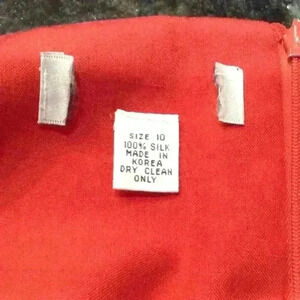 SIZE 10
100% SILK
MADE IN
KOREA
DRY CLEAN
ONLY